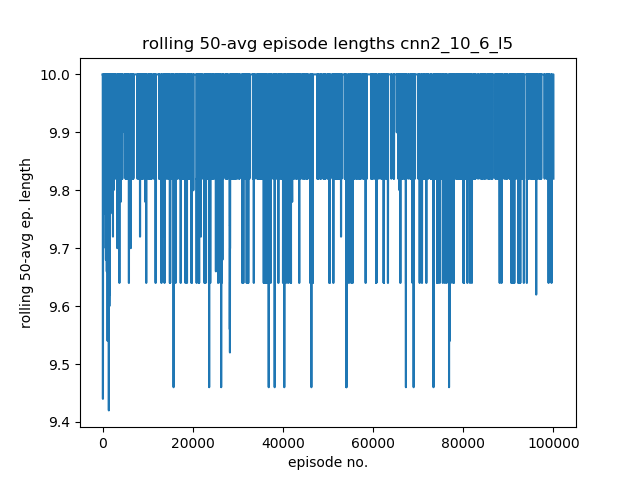 rolling 50-avg episode lengths cnn2_10_6_l5
10.0
9.9
9.8
9.7
9.6
9.5
9.4
rolling 50-avg ep. length
0 20000 40000 60000 80000 100000
episode no.